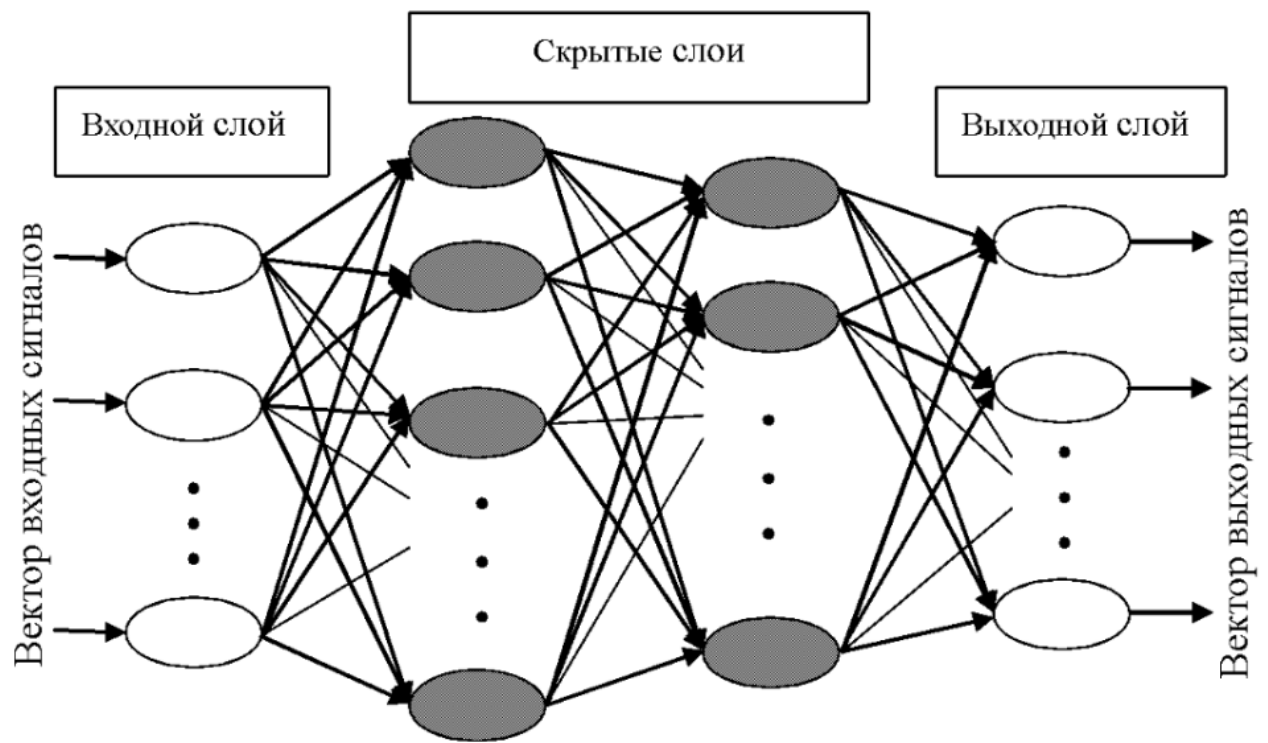 Скрытые слои
Входной слой
Выходной слой
Вектор входных сигналов
Вектор выходных сигналов